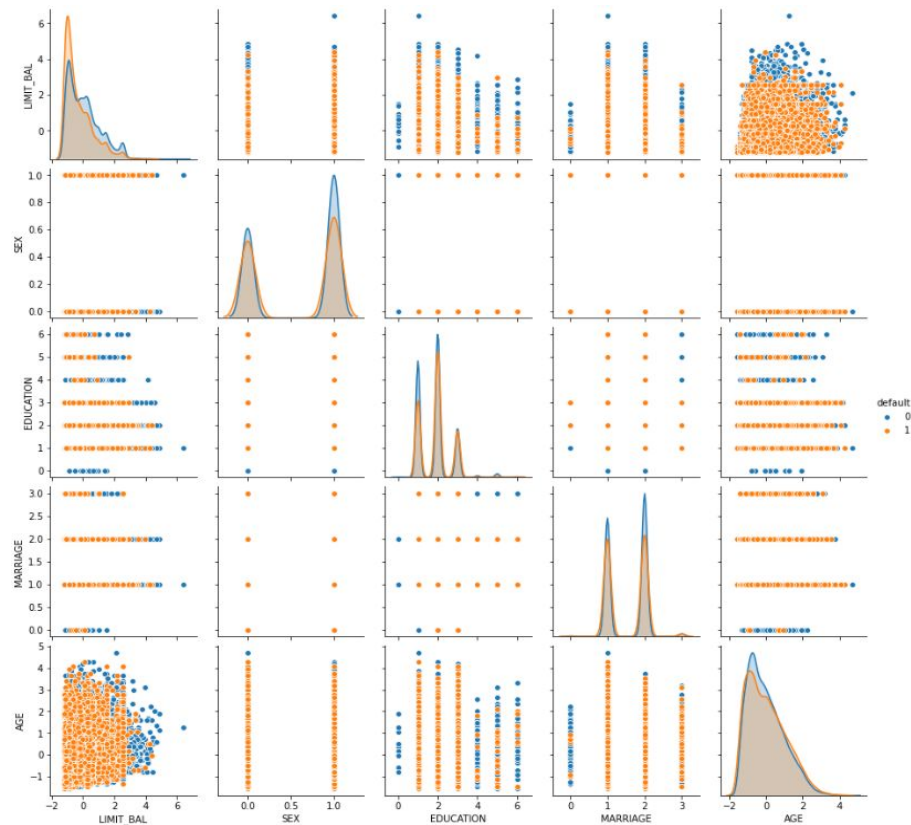 6
4
2
0
LIMIT_BAL
1.0
0.8
0.6
0.4
0.2
0.0
SEX
6
5
4
3
2
1
0
EDUCATION
default
0
1
3.0
2.5
2.0
1.5
1.0
0.5
0.0
MARRIAGE
5
4
3
2
1
0
−1
AGE
−2 0 2 4 6
0.0 0.5 1.0
0 2 4 6
0 1 2 3
−2 0 2 4
LIMIT_BAL SEX EDUCATION MARRIAGE AGE